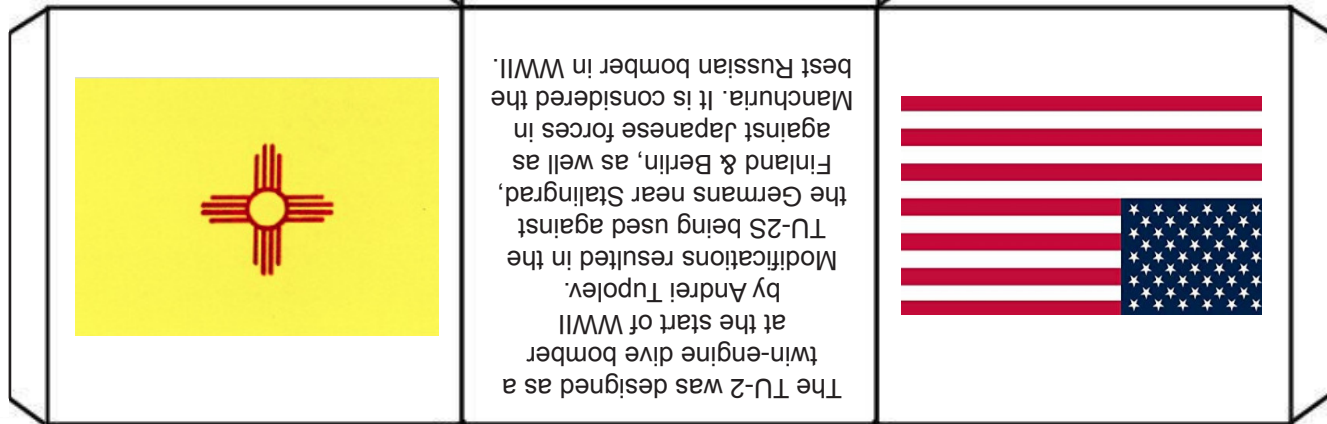 The TU-2 was designed as a
twin-engine dive bomber
at the start of WWII
by Andrei Tupolev.
Modifications resulted in the
TU-2S being used against
the Germans near Stalingrad,
Finland & Berlin, as well as
against Japanese forces in
Manchuria. It is considered the
best Russian bomber in WWII.